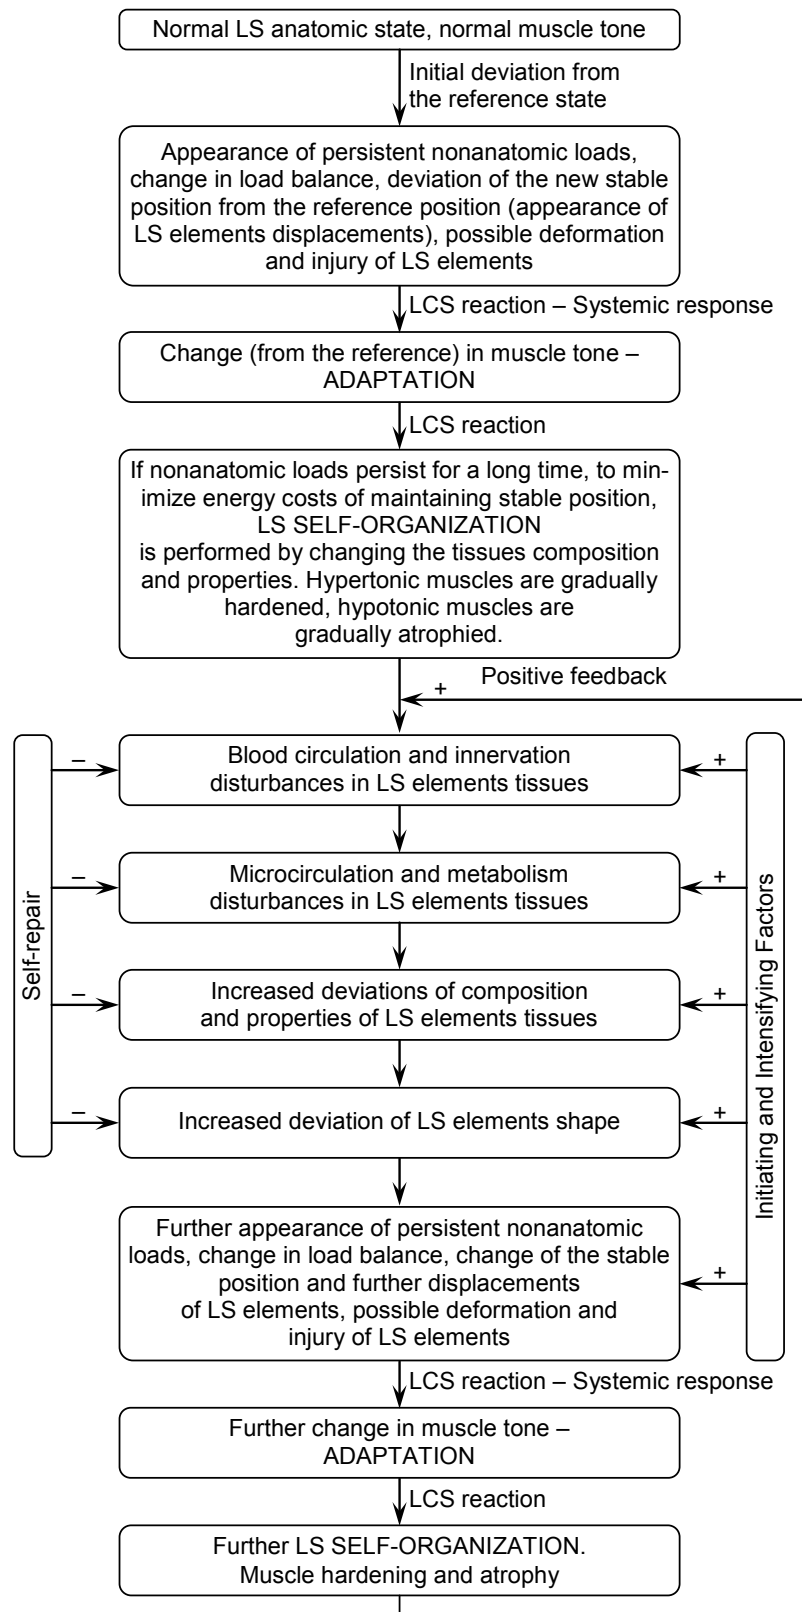 Normal LS anatomic state, normal muscle tone
Initial deviation from
the reference state
Appearance of persistent nonanatomic loads,
change in load balance, deviation of the new stable
position from the reference position (appearance of
LS elements displacements), possible deformation
and injury of LS elements
LCS reaction – Systemic response
Change (from the reference) in muscle tone –
ADAPTATION
LCS reaction
If nonanatomic loads persist for a long time, to min-
imize energy costs of maintaining stable position,
LS SELF-ORGANIZATION
is performed by changing the tissues composition
and properties. Hypertonic muscles are gradually
hardened, hypotonic muscles are
gradually atrophied.
Positive feedback
+
Self-repair
Initiating and Intensifying Factors
–
Blood circulation and innervation
disturbances in LS elements tissues
+
–
Microcirculation and metabolism
disturbances in LS elements tissues
+
–
Increased deviations of composition
and properties of LS elements tissues
+
–
Increased deviation of LS elements shape
+
Further appearance of persistent nonanatomic
loads, change in load balance, change of the stable
position and further displacements
of LS elements, possible deformation and
injury of LS elements
+
LCS reaction – Systemic response
Further change in muscle tone –
ADAPTATION
LCS reaction
Further LS SELF-ORGANIZATION.
Muscle hardening and atrophy